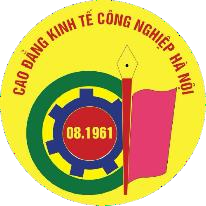 CAO ĐẲNG KINH TẾ CÔNG NGHIỆP HÀ NỘI
08.1961